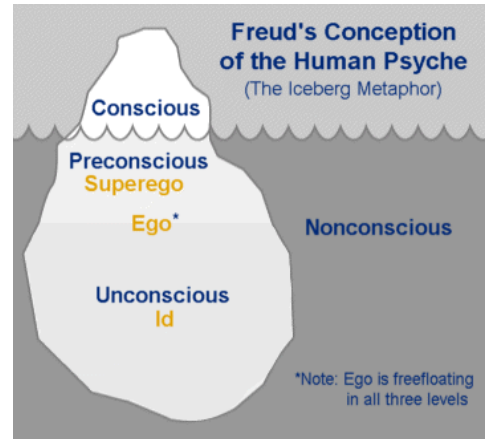 Freud's Conception
of the Human Psyche
(The Iceberg Metaphor)
Conscious
Preconscious
Superego
Ego*
Nonconscious
Unconscious
Id
*Note: Ego is freefloating
in all three levels